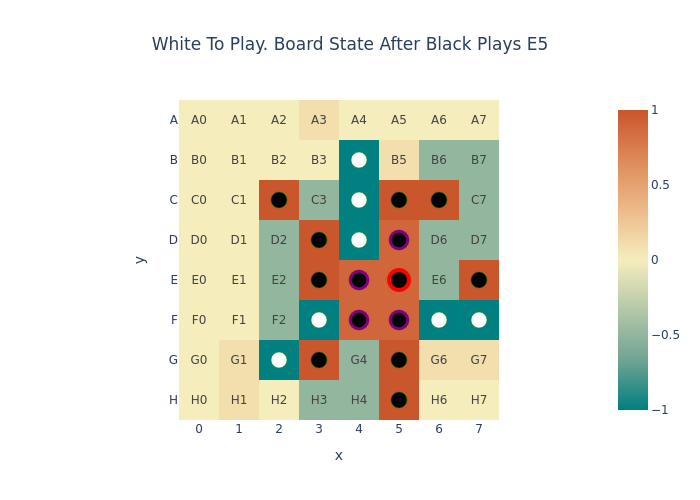 White To Play. Board State After Black Plays E5
A A0 A1 A2 A3 A4 A5 A6 A7
B B0 B1 B2 B3 B5 B6 B7
C C0 C1 C3 C7
D D0 D1 D2 D6 D7
E E0 E1 E2 E6
F F0 F1 F2
G G0 G1 G4 G6 G7
H H0 H1 H2 H3 H4 H6 H7
0 1 2 3 4 5 6 7
x
y
1
0.5
0
−0.5
−1